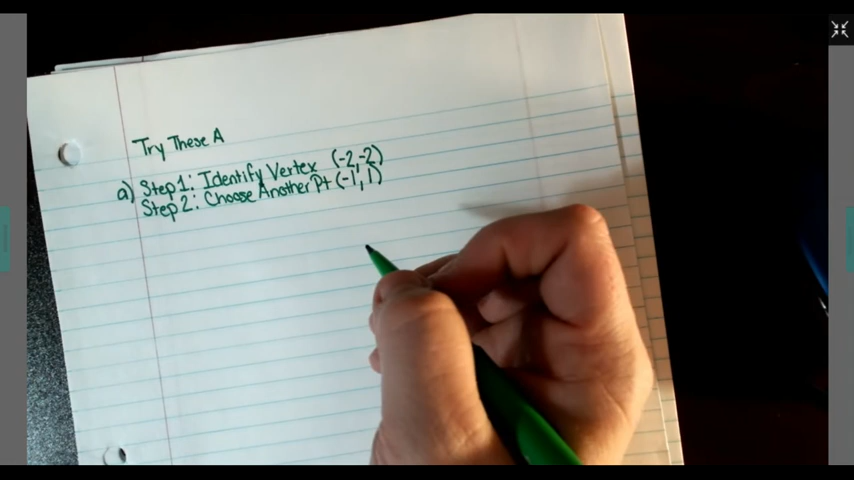 Try These A
a) Step 1: Identify Vertex (-2,-2)
Step 2: Choose Another Pt (-1,1)